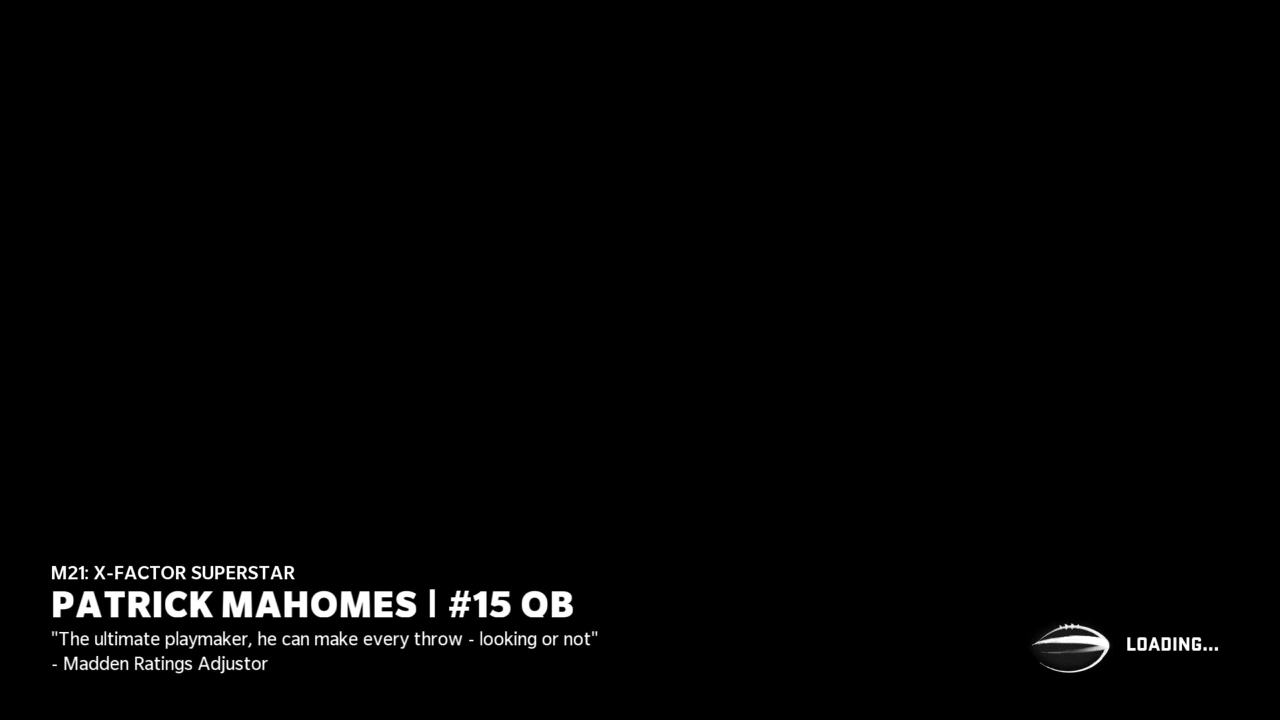 M21: X-FACTOR SUPERSTAR
PATRICK MAHOMES | #15 QB
"The ultimate playmaker, he can make every throw - looking or not"
- Madden Ratings Adjustor
LOADING...